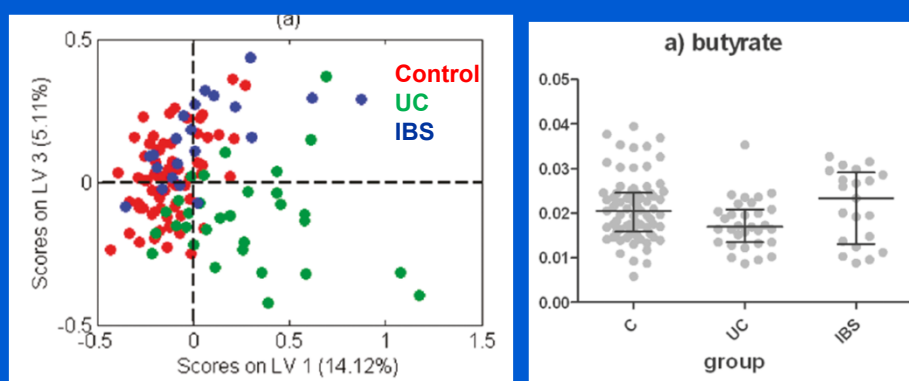 (a)
0.5
0
-0.5
-0.5
0
0.5
1
1.5
Scores on LV 3 (5.11%)
Scores on LV 1 (14.12%)
Control
UC
IBS
a) butyrate
0.05
0.04
0.03
0.02
0.01
0.00
C
UC
IBS
group